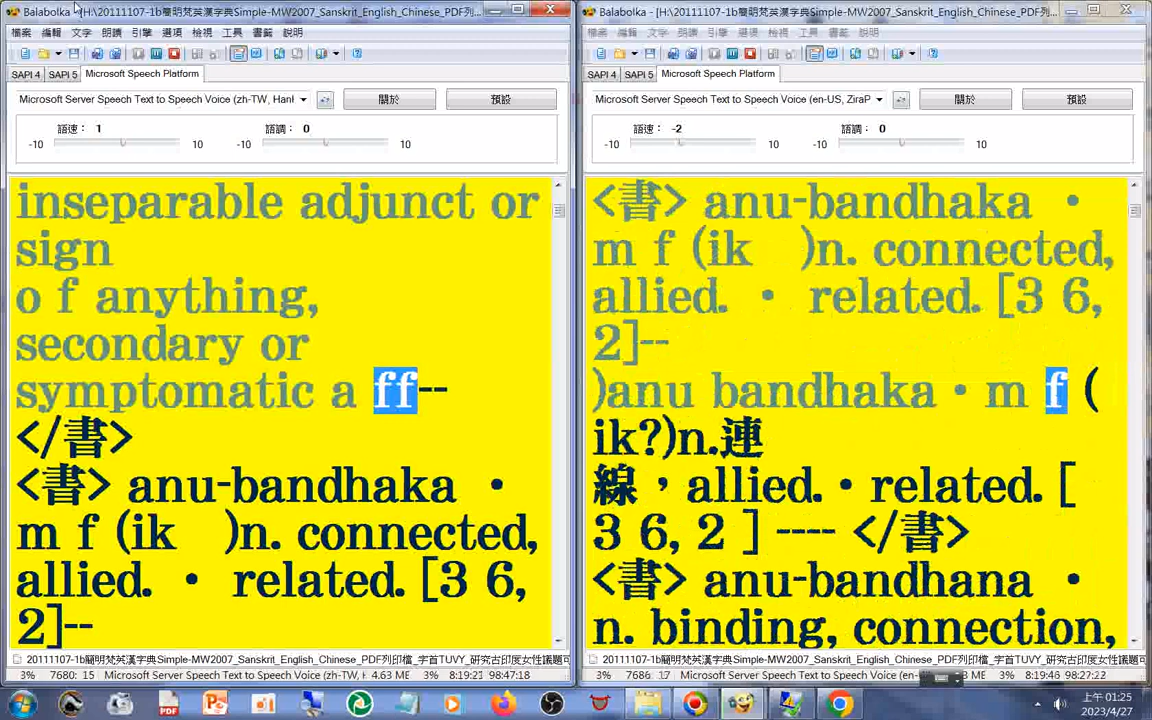 Balabolka - [H:\20111107-1b簡明梵英漢字典Simple-MW2007_Sanskrit_English_Chinese_PDF列...
檔案 編輯 文字 朗讀 引擎 選項 檢視 工具 書籤 說明
SAPI 4 SAPI 5 Microsoft Speech Platform
Microsoft Server Speech Text to Speech Voice (zh-TW, Hanl 關於 預設
語速： 1 語調： 0
-10 10 -10 10
inseparable adjunct or
sign
o f anything,
secondary or
symptomatic a ff--
</書>
<書> anu-bandhaka •
m f (ik )n. connected,
allied. • related. [3 6,
2]--
20111107-1b簡明梵英漢字典Simple-MW2007_Sanskrit_English_Chinese_PDF列印檔_字首TUVY_研究古印度女性議題可
3% 7680: 15 Microsoft Server Speech Text to Speech Voice (zh-TW, H 4.63 MB 3% 8:19:23 98:47:18
Balabolka - [H:\20111107-1b簡明梵英漢字典Simple-MW2007_Sanskrit_English_Chinese_PDF列...
檔案 編輯 文字 朗讀 引擎 選項 檢視 工具 書籤 說明
SAPI 4 SAPI 5 Microsoft Speech Platform
Microsoft Server Speech Text to Speech Voice (en-US, ZiraP 關於 預設
語速： -2 語調： 0
-10 10 -10 10
<書> anu-bandhaka •
m f (ik )n. connected,
allied. • related. [3 6,
2]--
)anu bandhaka • m f (
ik?)n.連
線，allied. • related. [
3 6, 2 ] ---- </書>
<書> anu-bandhana •
n. binding, connection,
20111107-1b簡明梵英漢字典Simple-MW2007_Sanskrit_English_Chinese_PDF列印檔_字首TUVY_研究古印度女性議題可
3% 7686: 17 Microsoft Server Speech Text to Speech Voice MB 3% 8:39:19 98:27:22
PDF
上午 01:25
2023/4/27